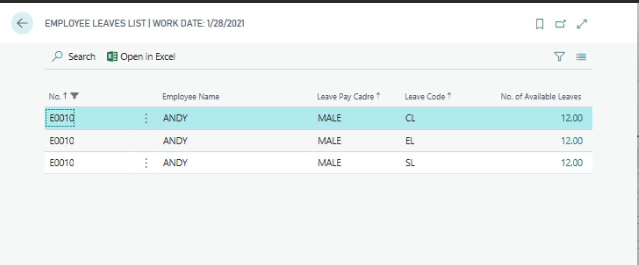 EMPLOYEE LEAVES LIST | WORK DATE: 1/28/2021
Search Open in Excel
No. ↑ Employee Name Leave Pay Cadre ↑ Leave Code ↑ No. of Available Leaves
E0010 ANDY MALE CL 12.00
E0010 ANDY MALE EL 12.00
E0010 ANDY MALE SL 12.00